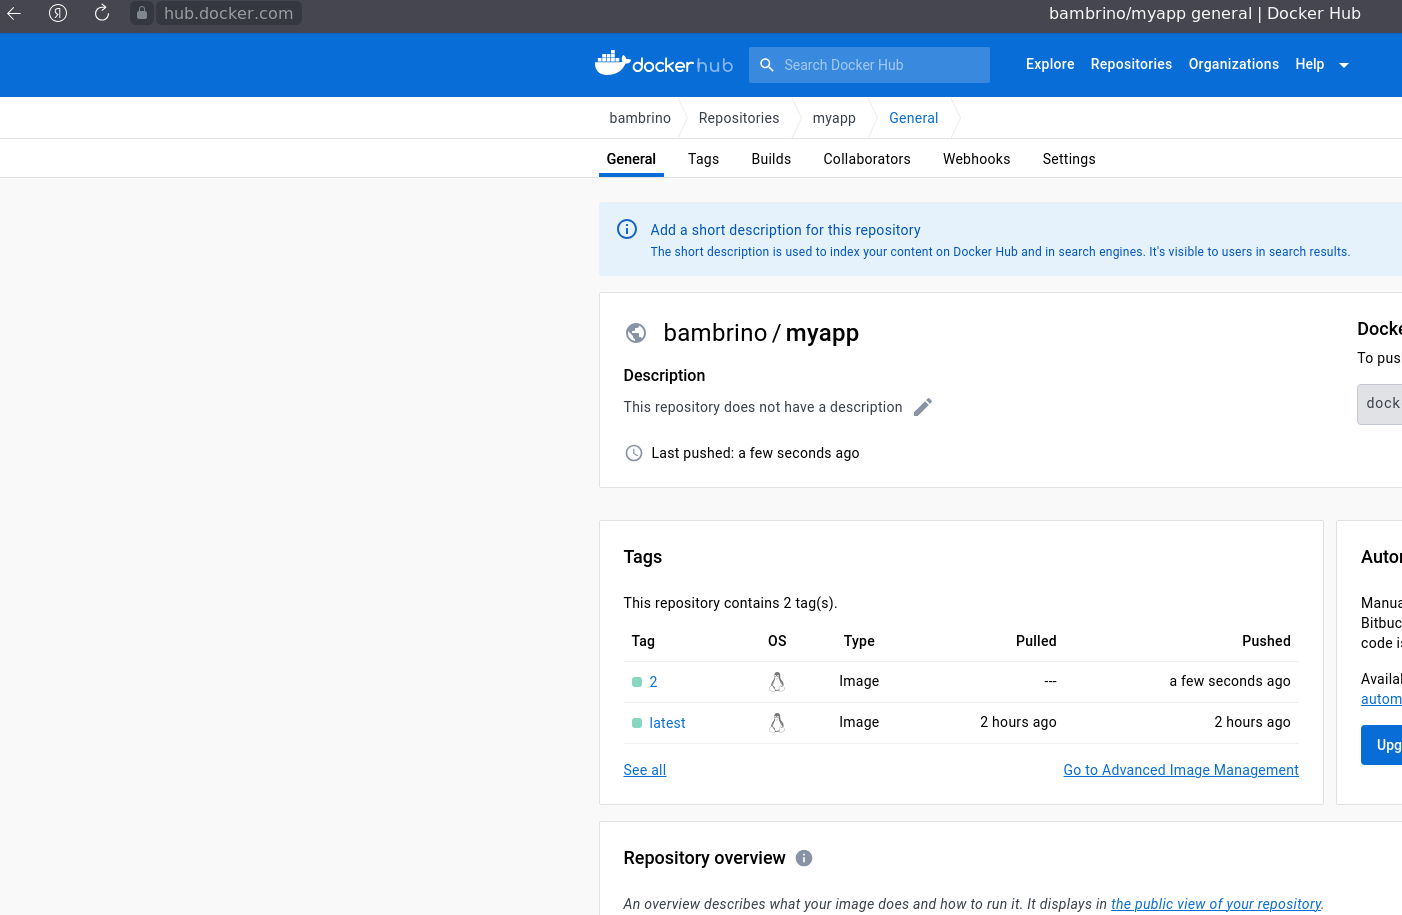 hub.docker.com
bambrino/myapp general | Docker Hub
docker hub
Search Docker Hub
Explore Repositories Organizations Help
bambrino Repositories myapp General
General Tags Builds Collaborators Webhooks Settings
Add a short description for this repository
The short description is used to index your content on Docker Hub and in search engines. It's visible to users in search results.
bambrino / myapp
Description
This repository does not have a description
Last pushed: a few seconds ago
Docke
To pus
dock
Tags
This repository contains 2 tag(s).
Tag OS Type Pulled Pushed
2 Image --- a few seconds ago
latest Image 2 hours ago 2 hours ago
See all Go to Advanced Image Management
Autor
Manua
Bitbuc
code is
Availal
autom
Upg
Repository overview
An overview describes what your image does and how to run it. It displays in the public view of your repository.